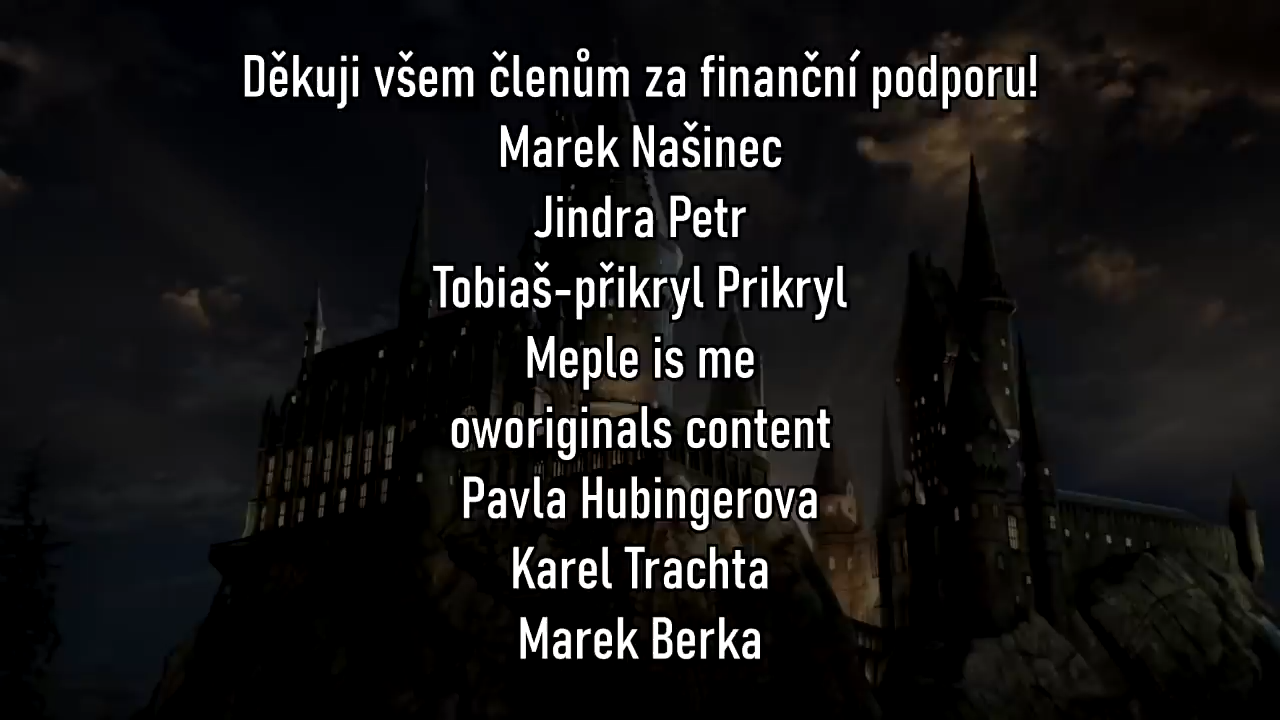 Děkuji všem členům za finanční podporu!
Marek Našinec
Jindra Petr
Tobiaš-přikryl Prikryl
Meple is me
oworiginals content
Pavla Hubingerova
Karel Trachta
Marek Berka